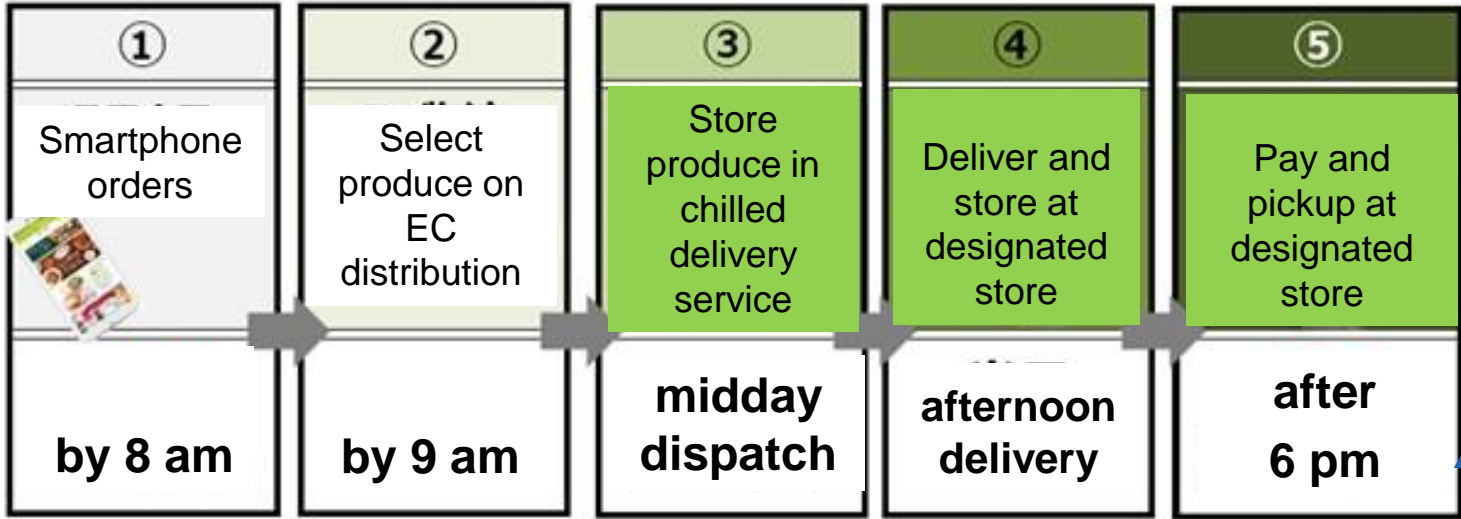 ①
Smartphone
orders
by 8 am
②
Select
produce on
EC
distribution
by 9 am
③
Store
produce in
chilled
delivery
service
midday
dispatch
④
Deliver and
store at
designated
store
afternoon
delivery
⑤
Pay and
pickup at
designated
store
after
6 pm